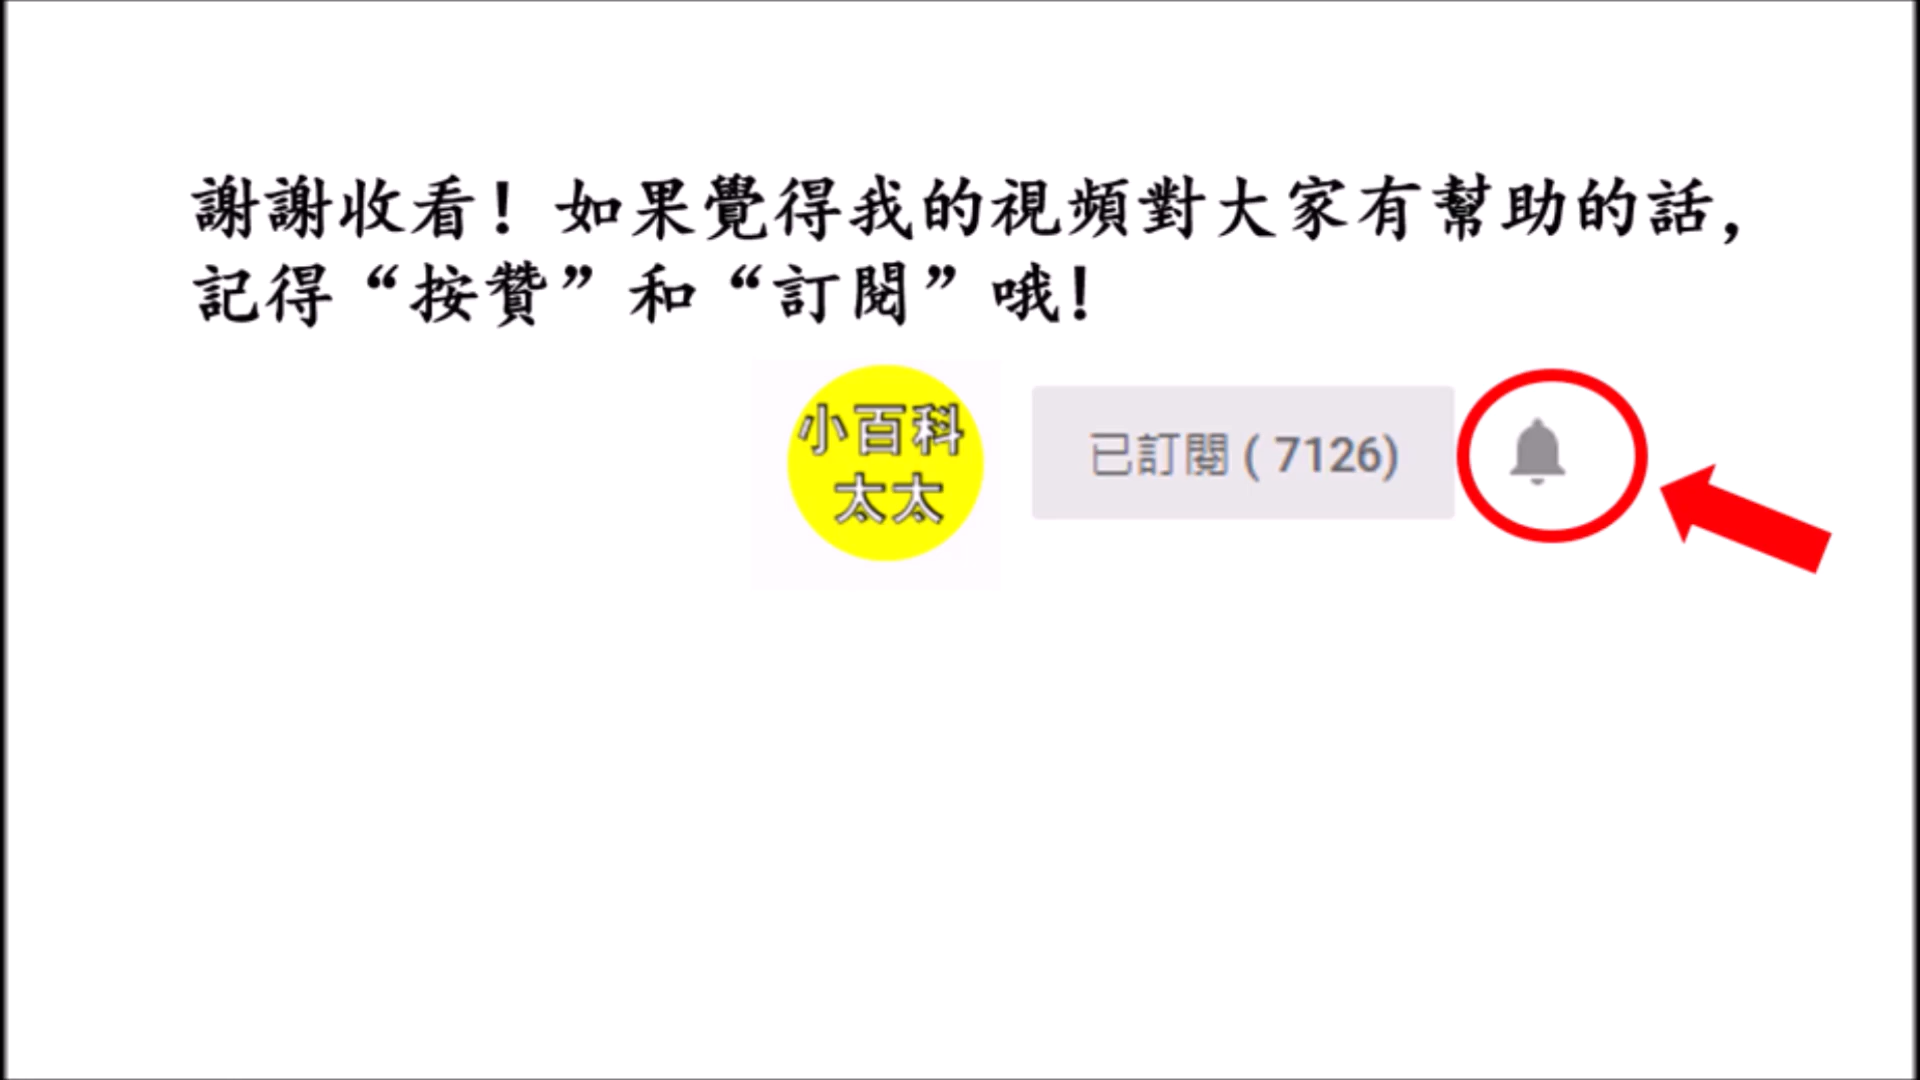 謝謝收看！如果覺得我的視頻對大家有幫助的話，
記得“按贊”和“訂閱”哦！
小百科
太太
已訂閱 ( 7126)